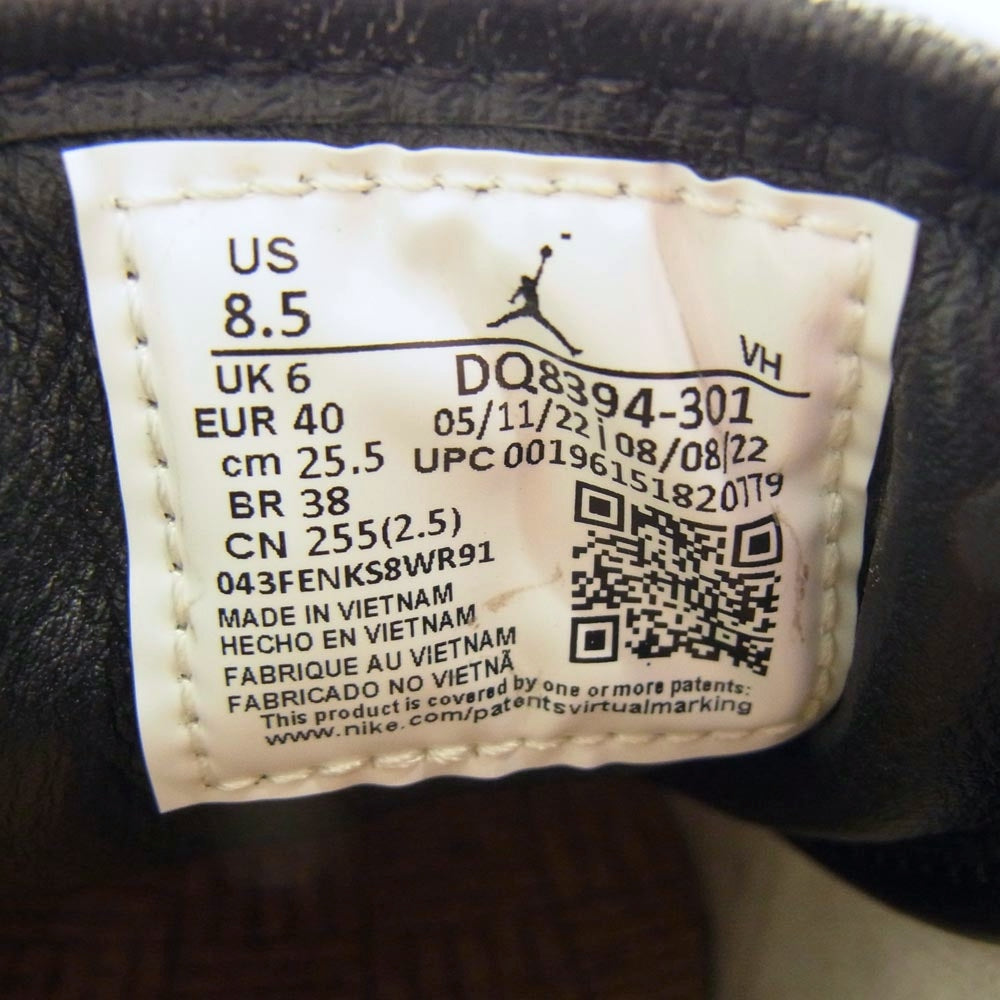 US
8.5
VH
UK 6
DQ8394-301
EUR 40
05/11/22 | 08/08/22
cm 25.5
UPC 00196151820779
BR 38
CN 255(2.5)
043FENKS8WR91
MADE IN VIETNAM
HECHO EN VIETNAM
FABRIQUE AU VIETNAM
FABRICADO NO VIETNÃ
This product is covered by one or more patents:
www.nike.com/patentsvirtualmarking